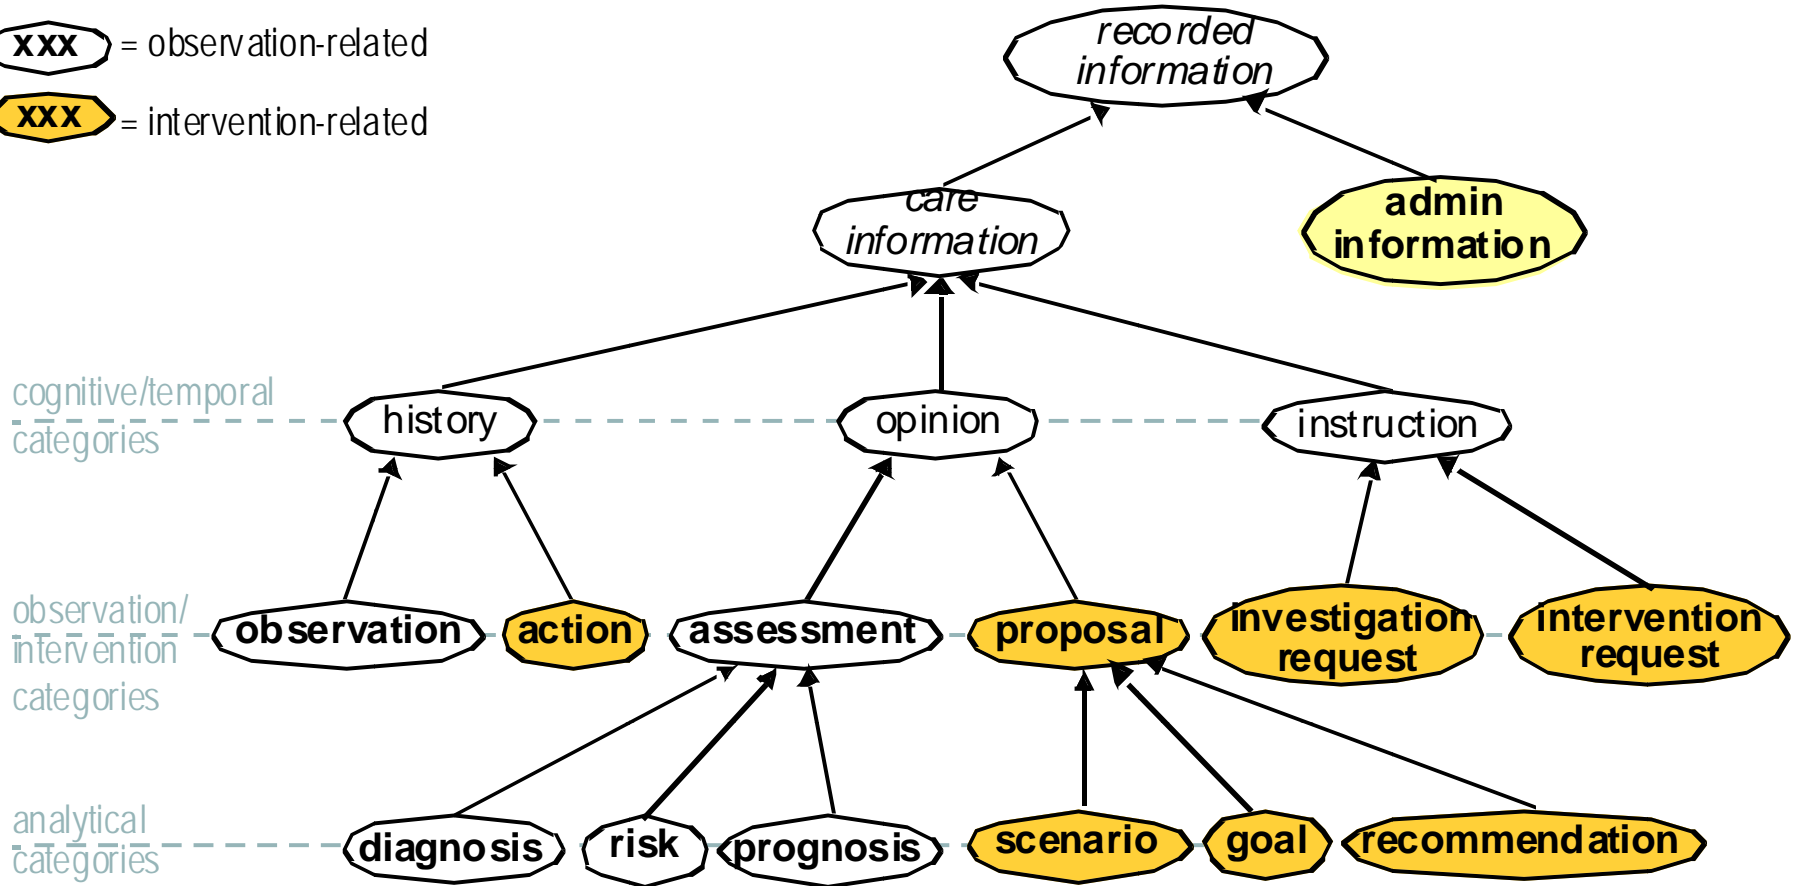 xxx = observation-related
xxx = intervention-related
recorded
information
care
information
admin
information
cognitive/temporal
categories
history
opinion
instruction
observation/
intervention
categories
observation
action
assessment
proposal
investigation
request
intervention
request
analytical
categories
diagnosis
risk
prognosis
scenario
goal
recommendation